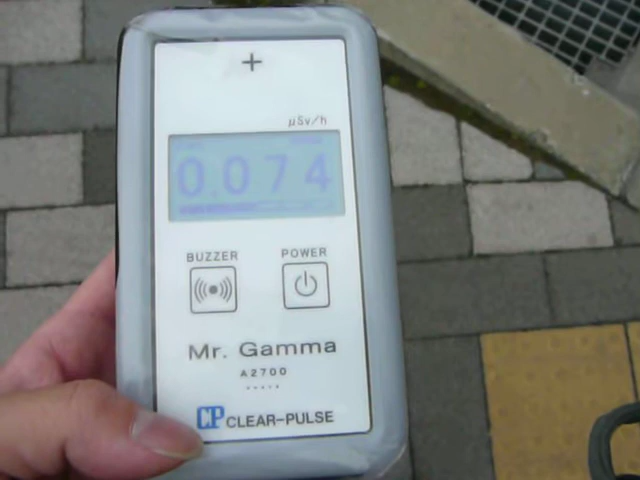 +
μSv/h
0.074
BUZZER POWER
Mr. Gamma
A2700
CP CLEAR-PULSE